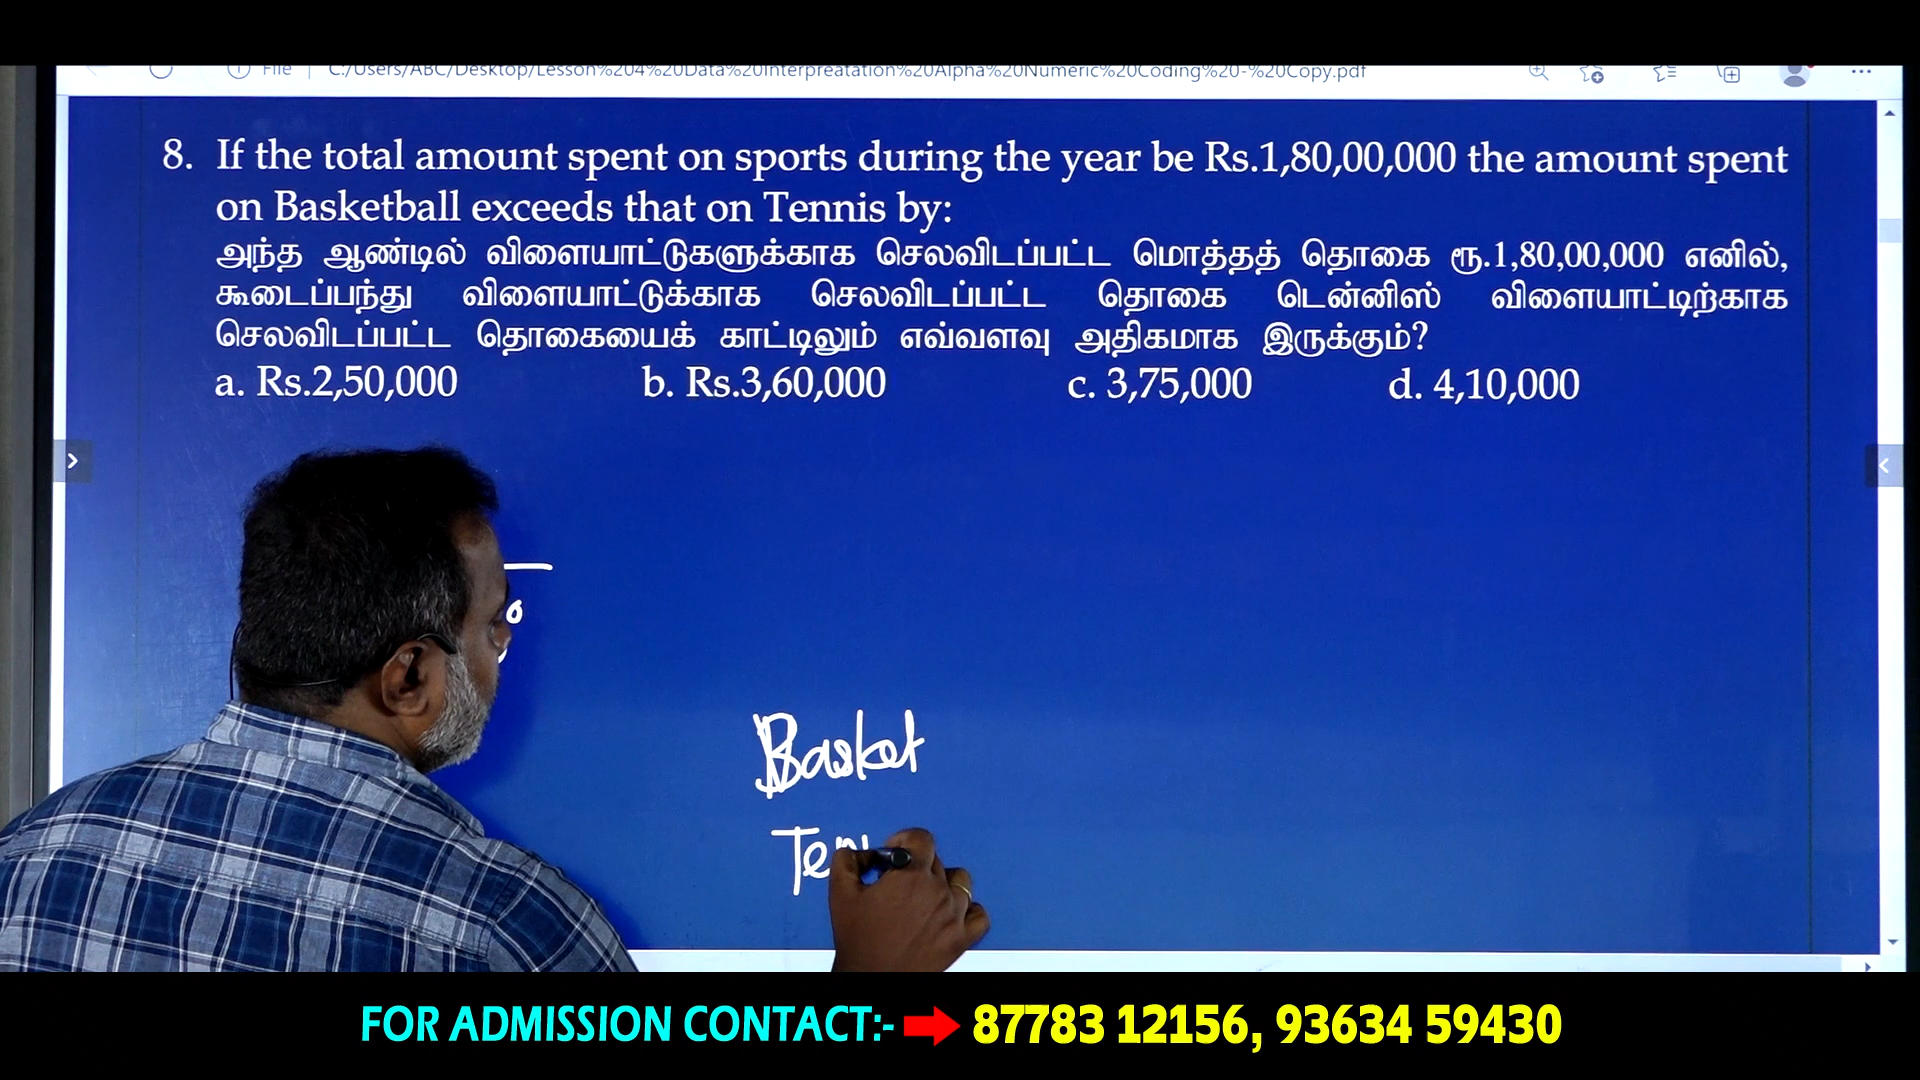 File | C:/Users/ABC/Desktop/Lesson%204%20Data%20Interpreatation%20Alpha%20Numeric%20Coding%20-%20Copy.pdf
8. If the total amount spent on sports during the year be Rs.1,80,00,000 the amount spent
on Basketball exceeds that on Tennis by:
அந்த ஆண்டில் விளையாட்டுகளுக்காக செலவிடப்பட்ட மொத்தத் தொகை ரூ.1,80,00,000 எனில்,
கூடைப்பந்து விளையாட்டுக்காக செலவிடப்பட்ட தொகை டென்னிஸ் விளையாட்டிற்காக
செலவிடப்பட்ட தொகையைக் காட்டிலும் எவ்வளவு அதிகமாக இருக்கும்?
a. Rs.2,50,000 b. Rs.3,60,000 c. 3,75,000 d. 4,10,000
Basket
FOR ADMISSION CONTACT:- 87783 12156, 93634 59430